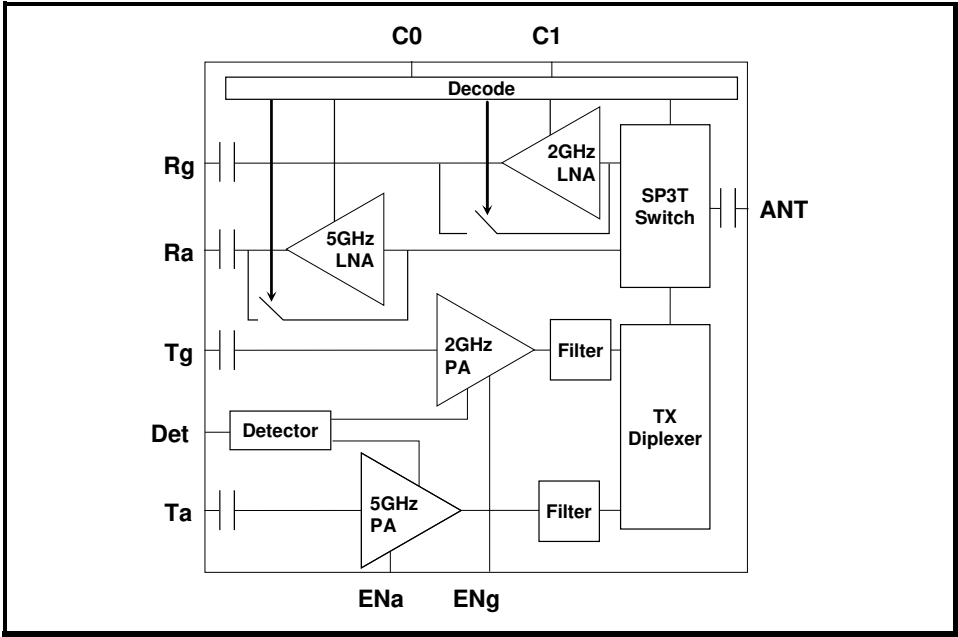 C0 C1
Decode
Rg
2GHz
LNA
SP3T
Switch
ANT
Ra
5GHz
LNA
Tg
2GHz
PA
Filter
TX
Diplexer
Det
Detector
Ta
5GHz
PA
Filter
ENa ENg